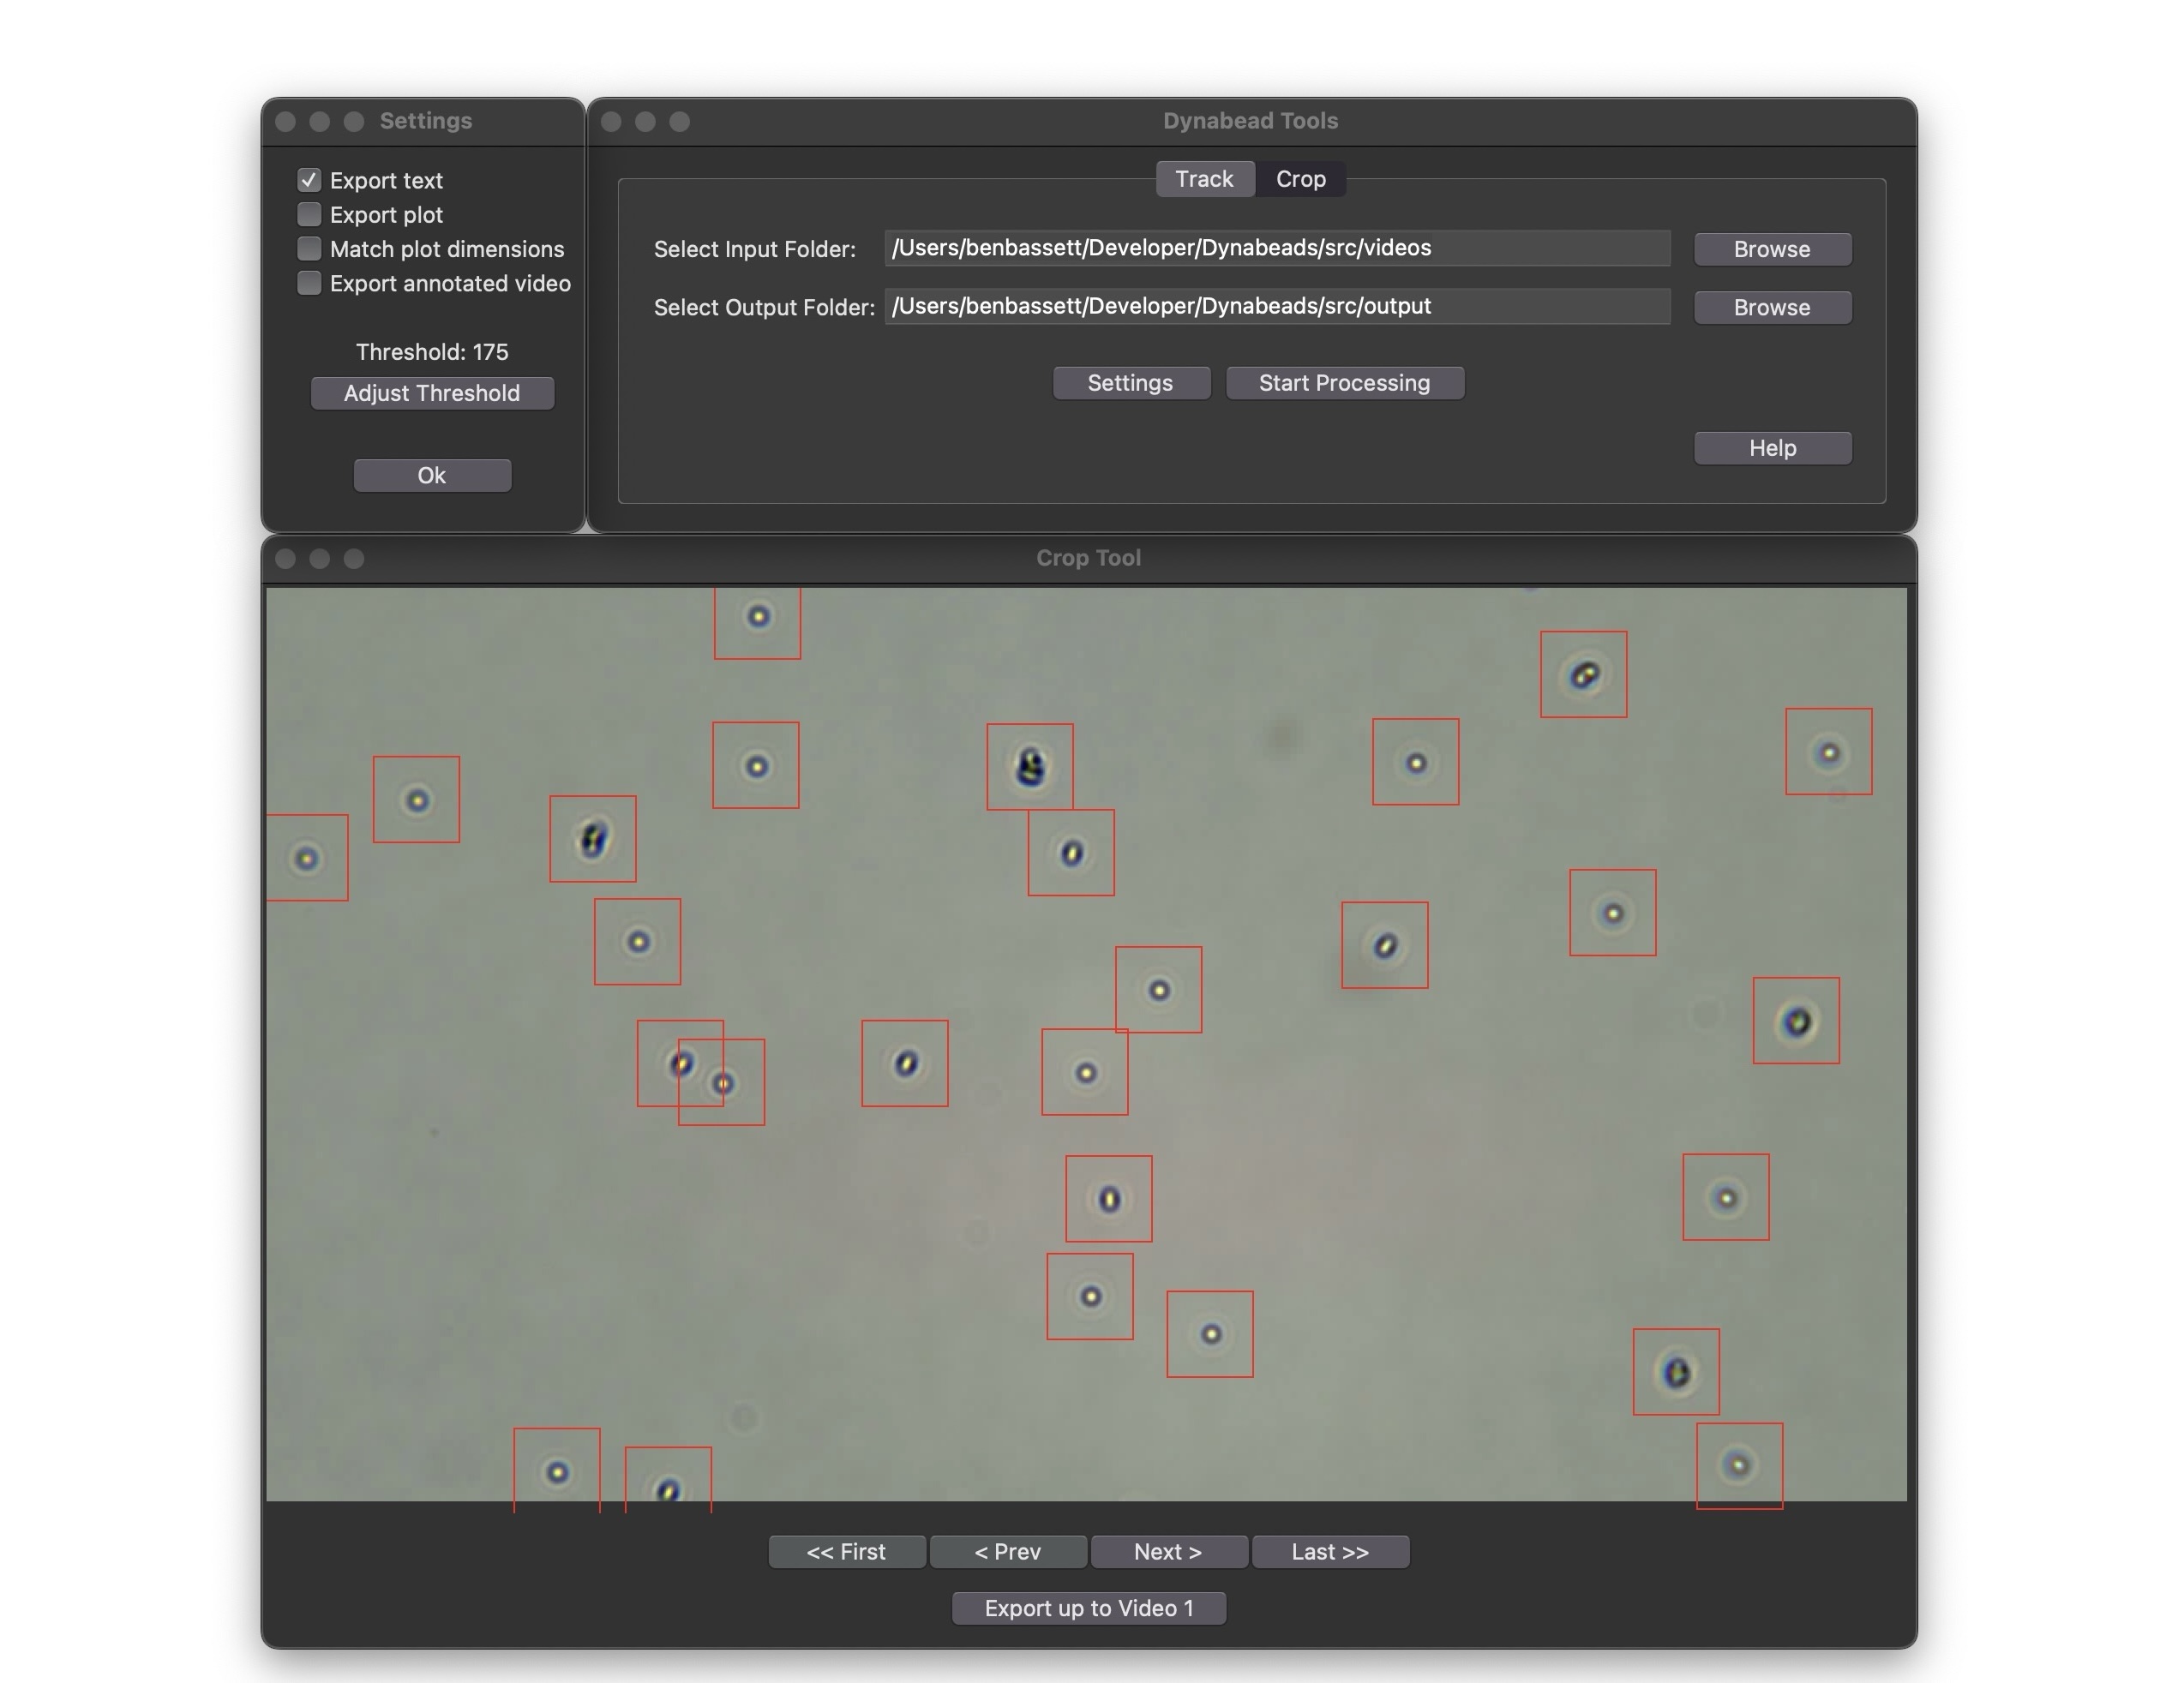 Settings
Export text
Export plot
Match plot dimensions
Export annotated video
Threshold: 175
Adjust Threshold
Ok
Dynabead Tools
Track Crop
Select Input Folder: /Users/benbassett/Developer/Dynabeads/src/videos Browse
Select Output Folder: /Users/benbassett/Developer/Dynabeads/src/output Browse
Settings Start Processing
Help
Crop Tool
<< First < Prev Next > Last >>
Export up to Video 1